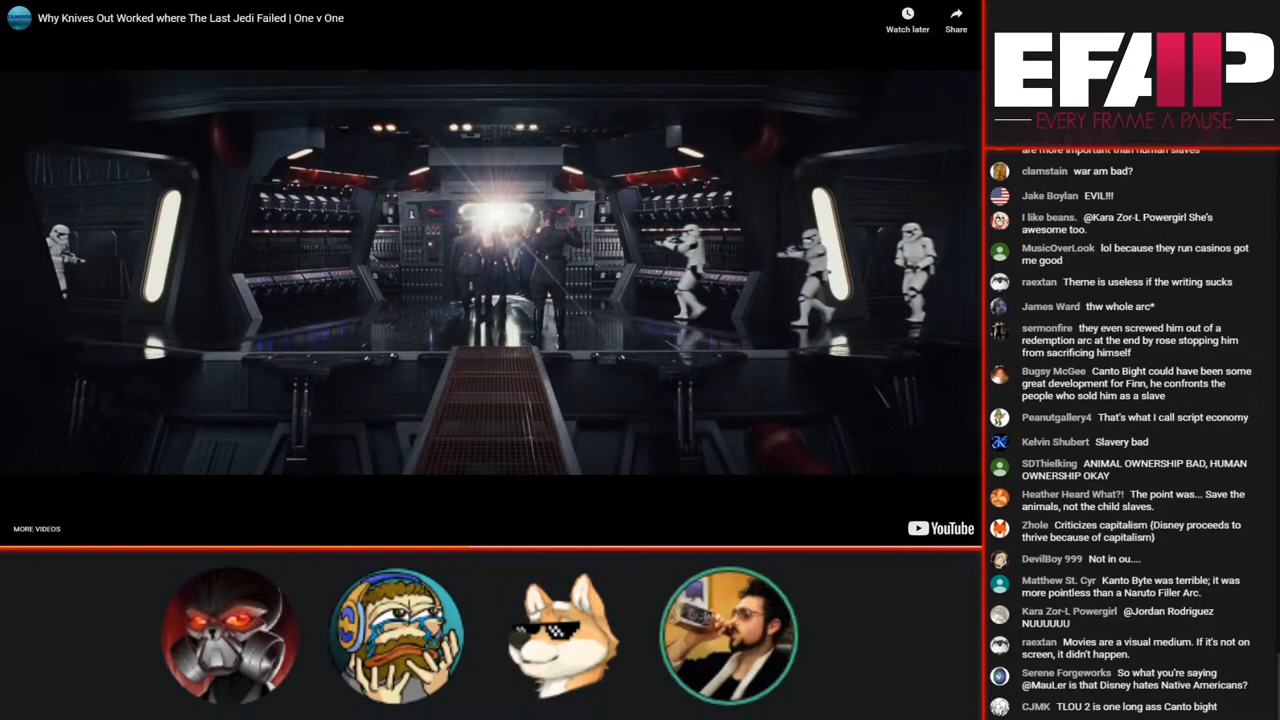 Why Knives Out Worked where The Last Jedi Failed | One v One
Watch later
Share
MORE VIDEOS
YouTube
EFAP
EVERY FRAME A PAUSE
are more important than human slaves
clamstain war am bad?
Jake Boylan EVIL!!!
I like beans. @Kara Zor-L Powergirl She's
awesome too.
MusicOverLook lol because they run casinos got
me good
raextan Theme is useless if the writing sucks
James Ward thw whole arc*
sermonfire they even screwed him out of a
redemption arc at the end by rose stopping him
from sacrificing himself
Bugsy McGee Canto Bight could have been some
great development for Finn, he confronts the
people who sold him as a slave
Peanutgallery4 That's what I call script economy
Kelvin Shubert Slavery bad
SDThielking ANIMAL OWNERSHIP BAD, HUMAN
OWNERSHIP OKAY
Heather Heard What?! The point was... Save the
animals, not the child slaves.
Zhole Criticizes capitalism {Disney proceeds to
thrive because of capitalism}
DevilBoy 999 Not in ou....
Matthew St. Cyr Kanto Byte was terrible; it was
more pointless than a Naruto Filler Arc.
Kara Zor-L Powergirl @Jordan Rodriguez
NUUUUUU
raextan Movies are a visual medium. If it's not on
screen, it didn't happen.
Serene Forgeworks So what you're saying
@MauLer is that Disney hates Native Americans?
CJMK TLOU 2 is one long ass Canto bight